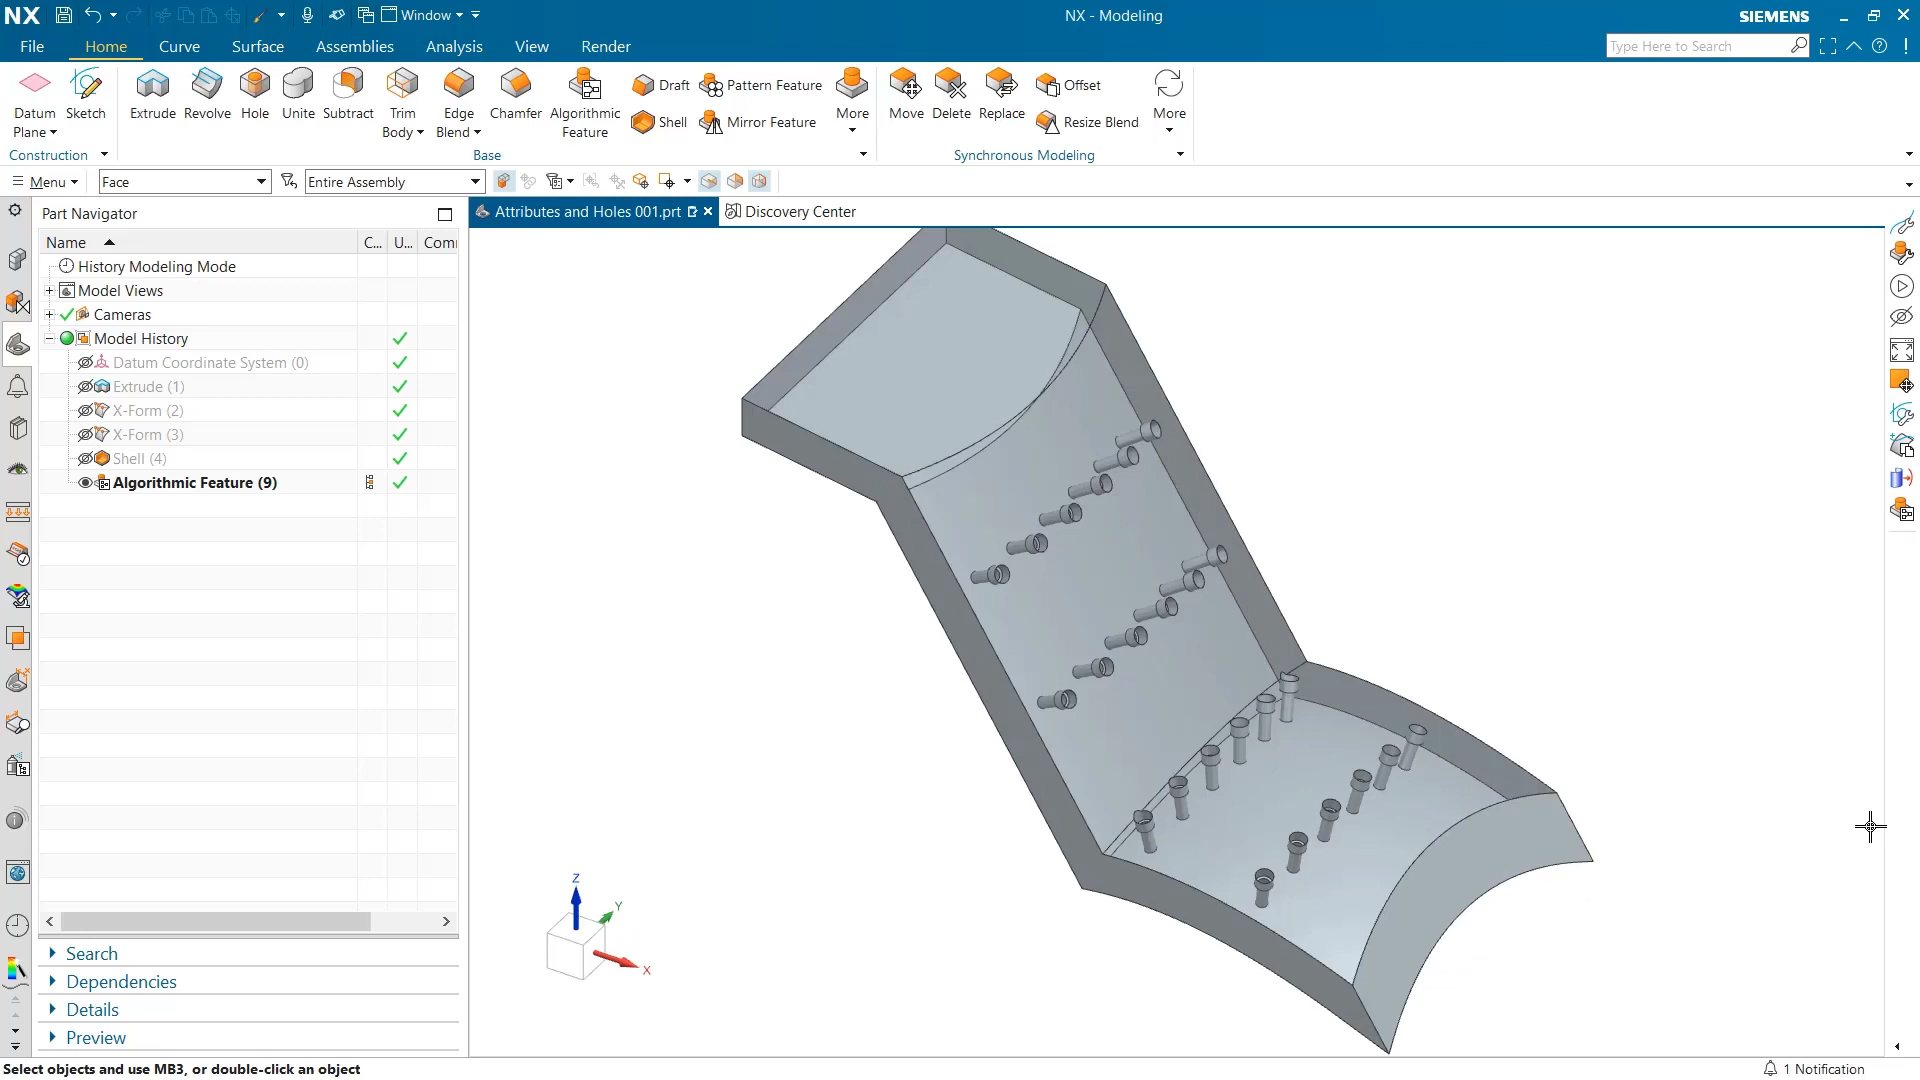 NX
Window
NX - Modeling
SIEMENS
File
Home
Curve
Surface
Assemblies
Analysis
View
Render
Type Here to Search
Datum
Plane
Sketch
Extrude
Revolve
Hole
Unite
Subtract
Trim
Body
Edge
Blend
Chamfer
Algorithmic
Feature
Draft
Shell
Pattern Feature
Mirror Feature
More
Move
Delete
Replace
Offset
Resize Blend
More
Construction
Base
Synchronous Modeling
Menu
Face
Entire Assembly
Part Navigator
Attributes and Holes 001.prt
Discovery Center
Name
C...
U...
Com
History Modeling Mode
Model Views
Cameras
Model History
Datum Coordinate System (0)
Extrude (1)
X-Form (2)
X-Form (3)
Shell (4)
Algorithmic Feature (9)
Z
Y
X
Search
Dependencies
Details
Preview
Select objects and use MB3, or double-click an object
1 Notification